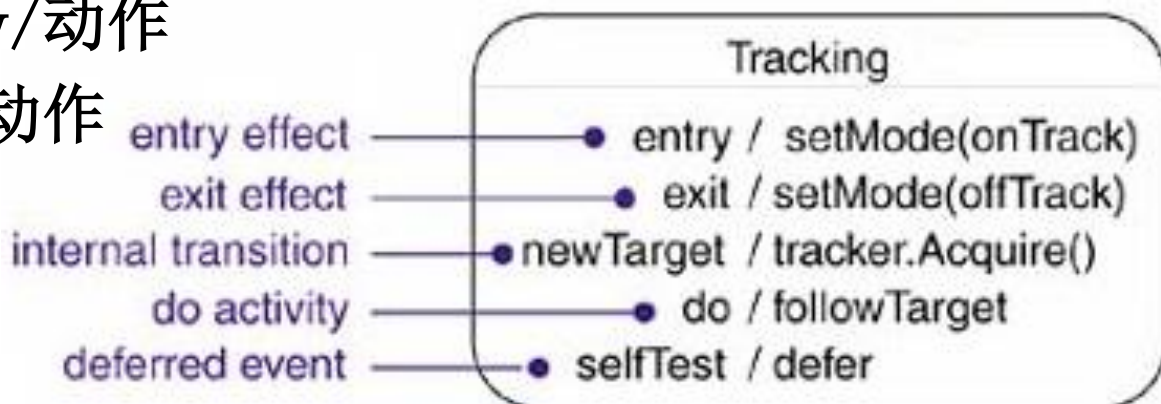 /动作
动作
Tracking
entry effect entry / setMode(onTrack)
exit effect exit / setMode(offTrack)
internal transition newTarget / tracker.Acquire()
do activity do / followTarget
deferred event selfTest / defer